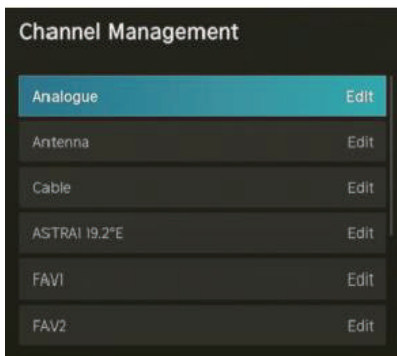 Channel Management
Analogue Edit
Antenna Edit
Cable Edit
ASTRA1 19.2°E Edit
FAV1 Edit
FAV2 Edit